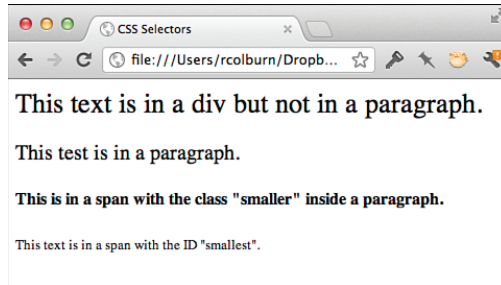 CSS Selectors
file:///Users/rcolburn/Dropb...
This text is in a div but not in a paragraph.
This test is in a paragraph.
This is in a span with the class "smaller" inside a paragraph.
This text is in a span with the ID "smallest".